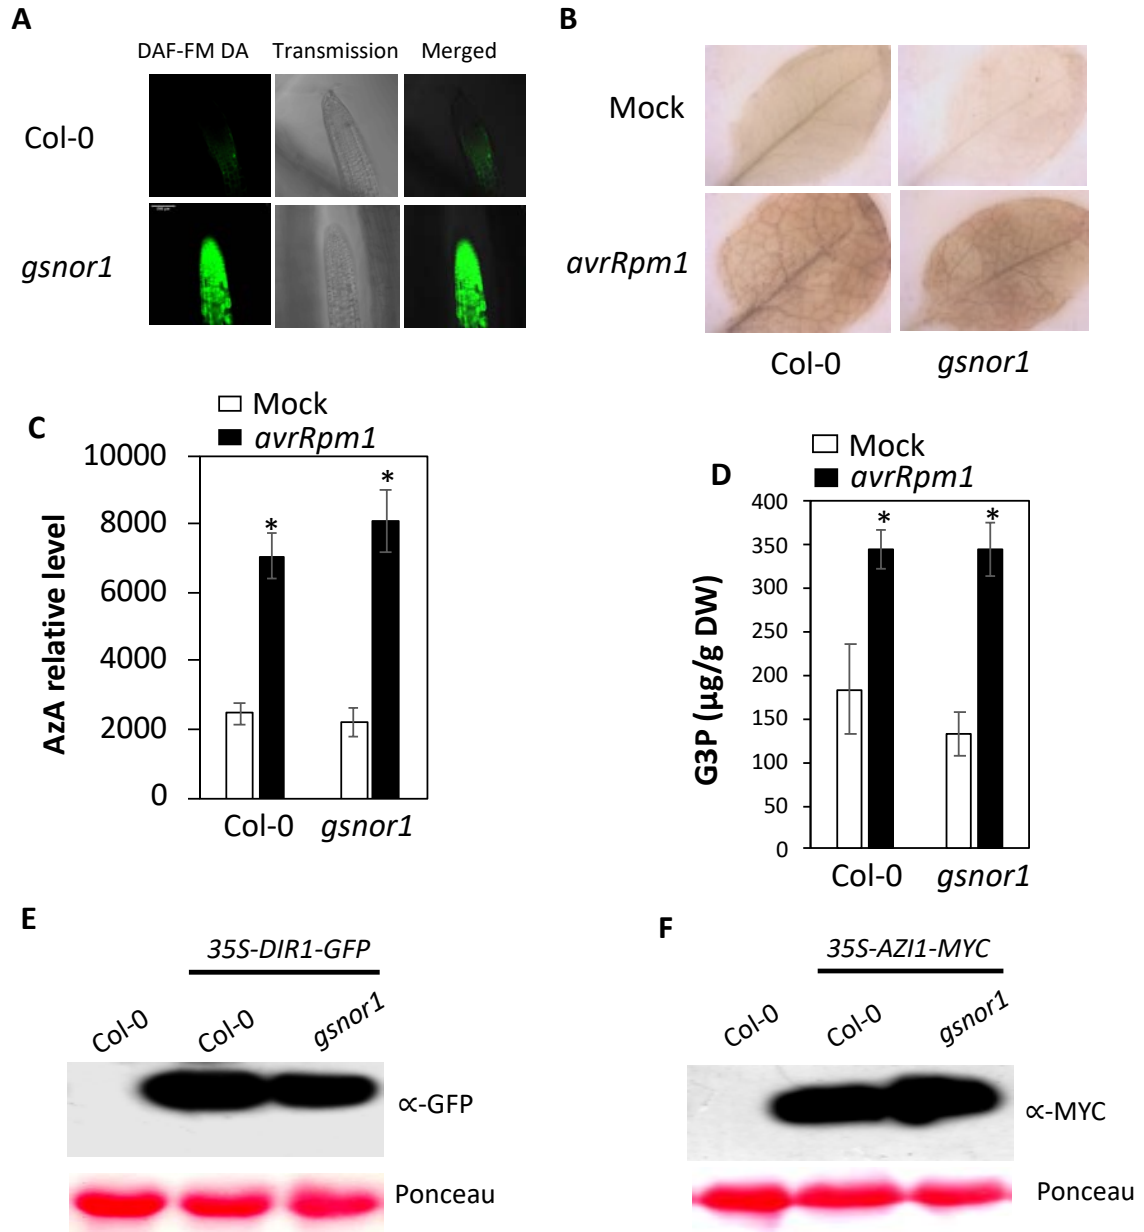 A
DAF-FM DA Transmission Merged
Col-0
gsnor1
B
Mock
avrRpm1
Col-0 gsnor1
C
Mock
avrRpm1
10000
8000
6000
4000
2000
0
AzA relative level
* *
Col-0 gsnor1
D
Mock
avrRpm1
400
350
300
250
200
150
100
50
0
G3P (µg/g DW)
* *
Col-0 gsnor1
E
35S-DIR1-GFP
Col-0 Col-0 gsnor1
∝-GFP
Ponceau
F
35S-AZI1-MYC
Col-0 Col-0 gsnor1
∝-MYC
Ponceau